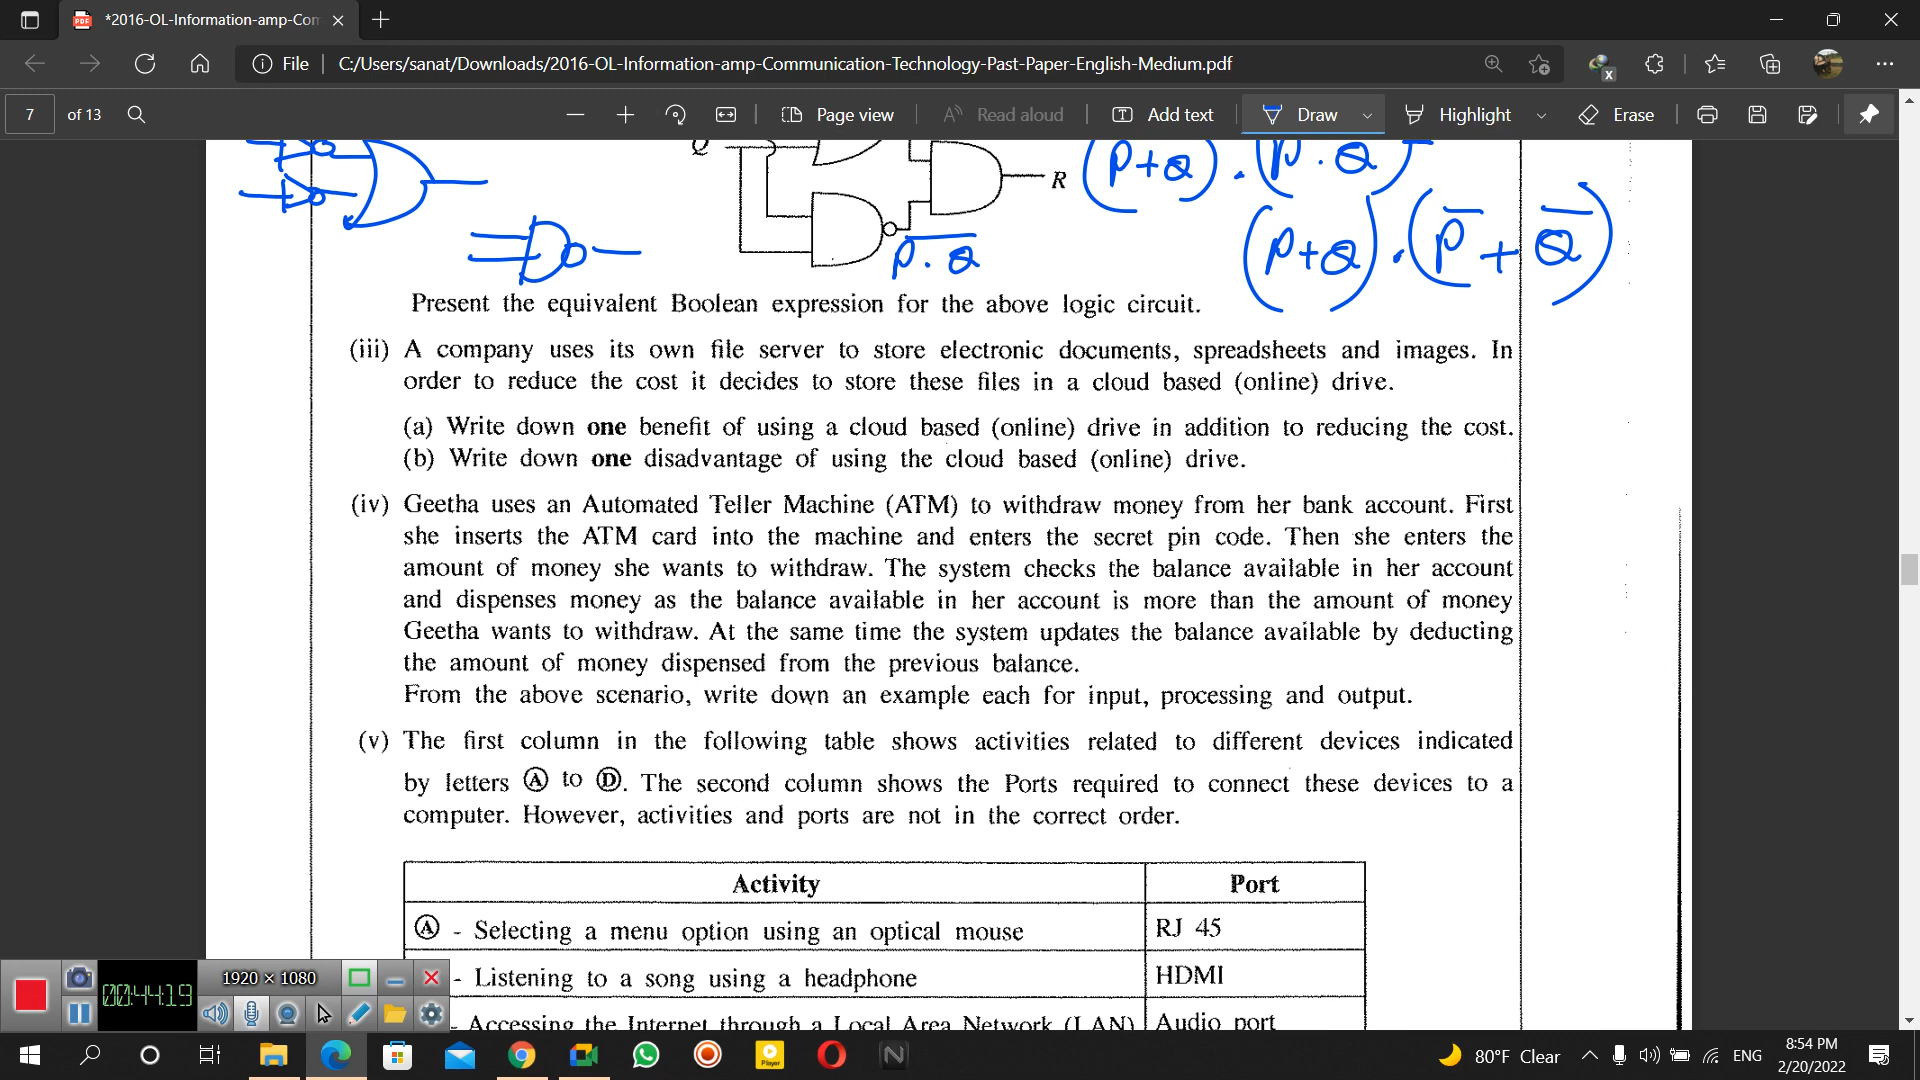 *2016-OL-Information-amp-Com
File
C:/Users/sanat/Downloads/2016-OL-Information-amp-Communication-Technology-Past-Paper-English-Medium.pdf
7 of 13
Page view
Read aloud
Add text
Draw
Highlight
Erase
Q
R
(P+Q) . (P . Q)
(P+Q) . (P̅ + Q̅)
P . Q
Present the equivalent Boolean expression for the above logic circuit.
(iii) A company uses its own file server to store electronic documents, spreadsheets and images. In
order to reduce the cost it decides to store these files in a cloud based (online) drive.
(a) Write down one benefit of using a cloud based (online) drive in addition to reducing the cost.
(b) Write down one disadvantage of using the cloud based (online) drive.
(iv) Geetha uses an Automated Teller Machine (ATM) to withdraw money from her bank account. First
she inserts the ATM card into the machine and enters the secret pin code. Then she enters the
amount of money she wants to withdraw. The system checks the balance available in her account
and dispenses money as the balance available in her account is more than the amount of money
Geetha wants to withdraw. At the same time the system updates the balance available by deducting
the amount of money dispensed from the previous balance.
From the above scenario, write down an example each for input, processing and output.
(v) The first column in the following table shows activities related to different devices indicated
by letters Ⓐ to Ⓓ. The second column shows the Ports required to connect these devices to a
computer. However, activities and ports are not in the correct order.
Activity Port
Ⓐ - Selecting a menu option using an optical mouse RJ 45
- Listening to a song using a headphone HDMI
- Accessing the Internet through a Local Area Network (LAN) Audio port
1920 × 1080
00:44:19
80°F Clear
ENG
8:54 PM
2/20/2022